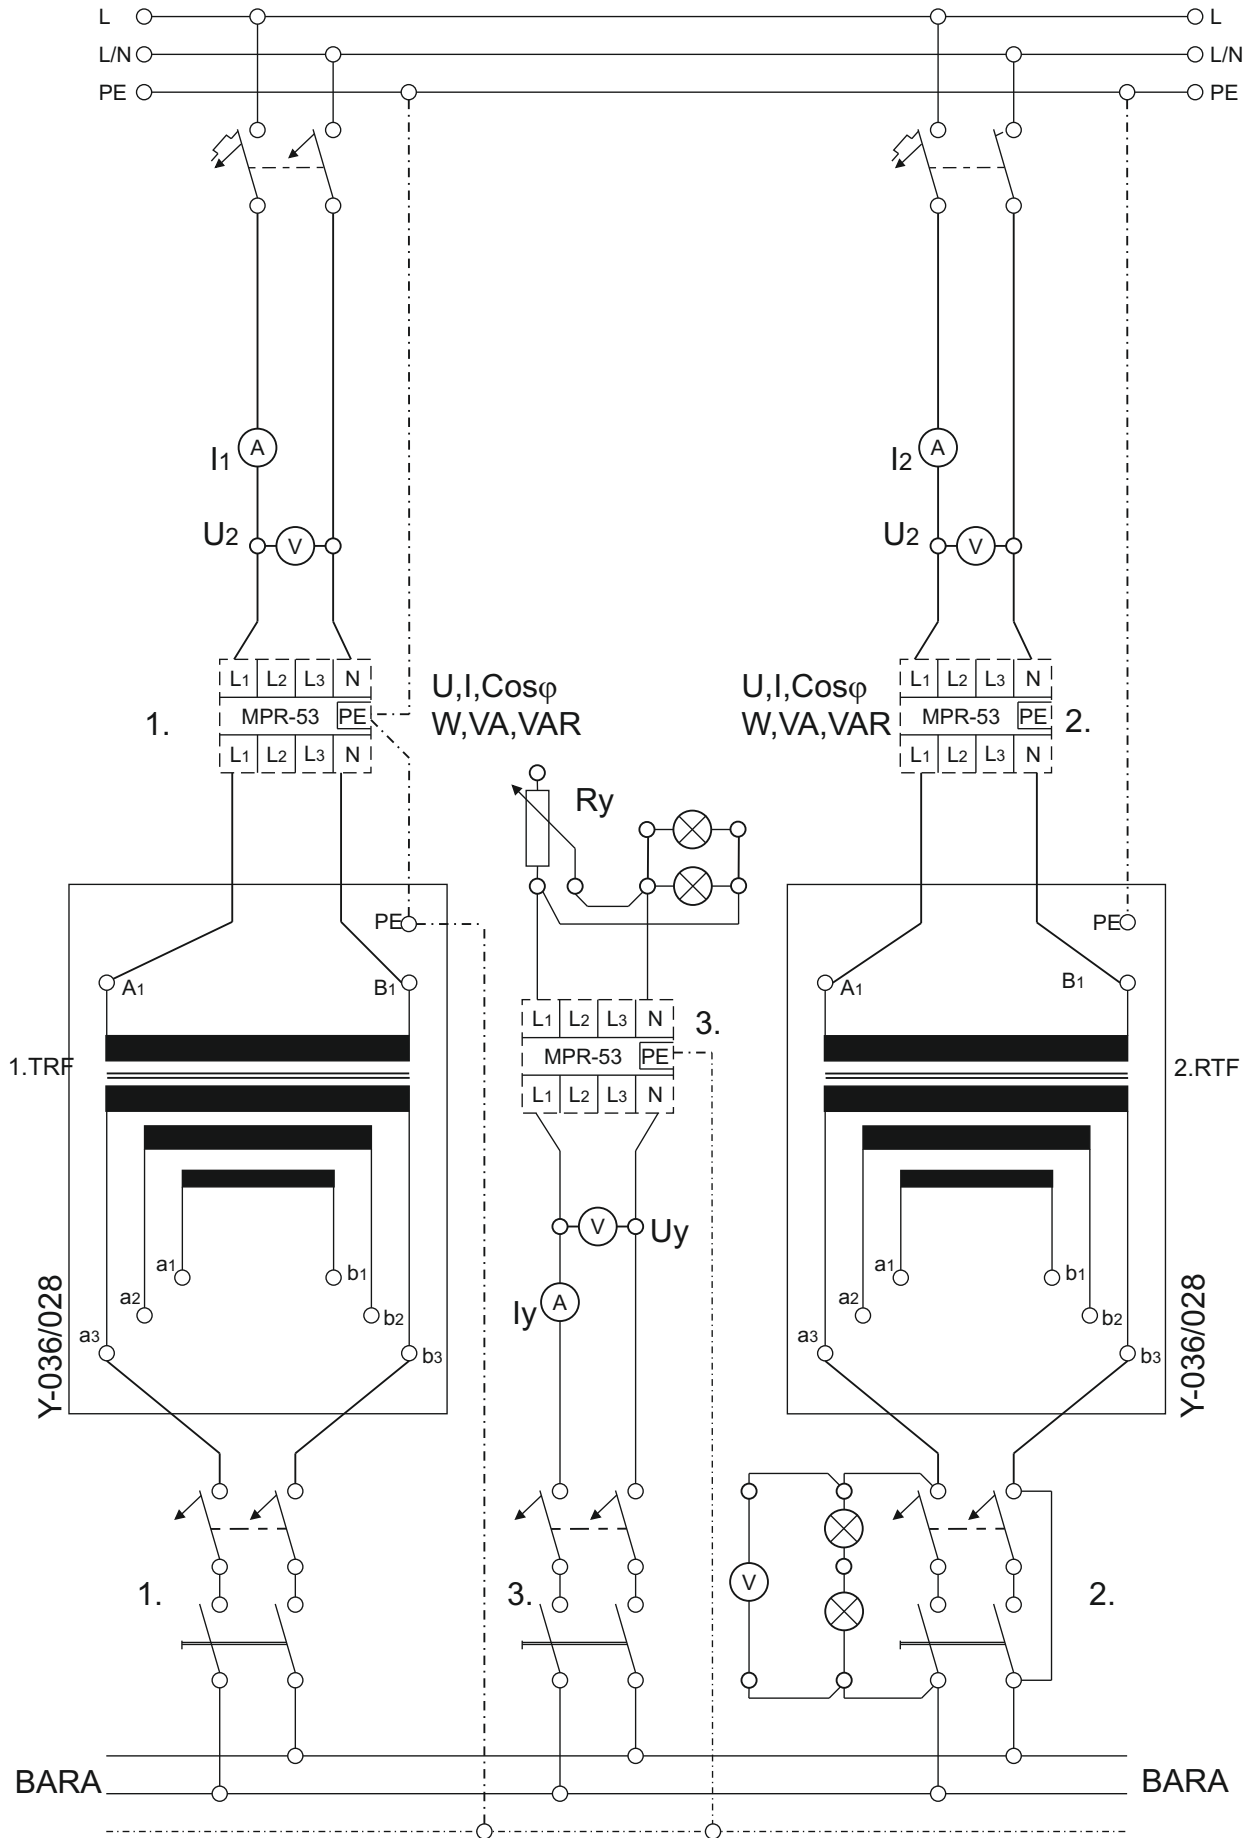 L L
L/N L/N
PE PE
I1 A I2 A
U2 V U2 V
L1 L2 L3 N L1 L2 L3 N
U,I,Cosφ U,I,Cosφ
1. MPR-53 PE W,VA,VAR W,VA,VAR MPR-53 PE 2.
L1 L2 L3 N L1 L2 L3 N
Ry
PE PE
A1 B1 A1 B1
L1 L2 L3 N 3.
1.TRF MPR-53 PE 2.RTF
L1 L2 L3 N
V Uy
a1 b1 a1 b1
Iy A
a2 b2 a2 b2
a3 b3 a3 b3
Y-036/028 Y-036/028
V
1. 3. 2.
BARA BARA